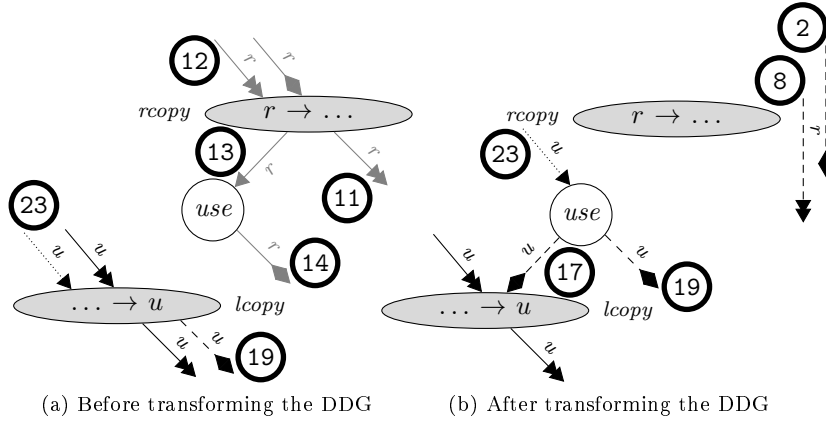 2
12
r
r
8
rcopy
r → ...
rcopy
r → ...
r
13
r
r
u
23
11
23
use
use
r
14
u
u
u
u
u
17
19
... → u
lcopy
... → u
lcopy
u
u
19
u
(a) Before transforming the DDG
(b) After transforming the DDG